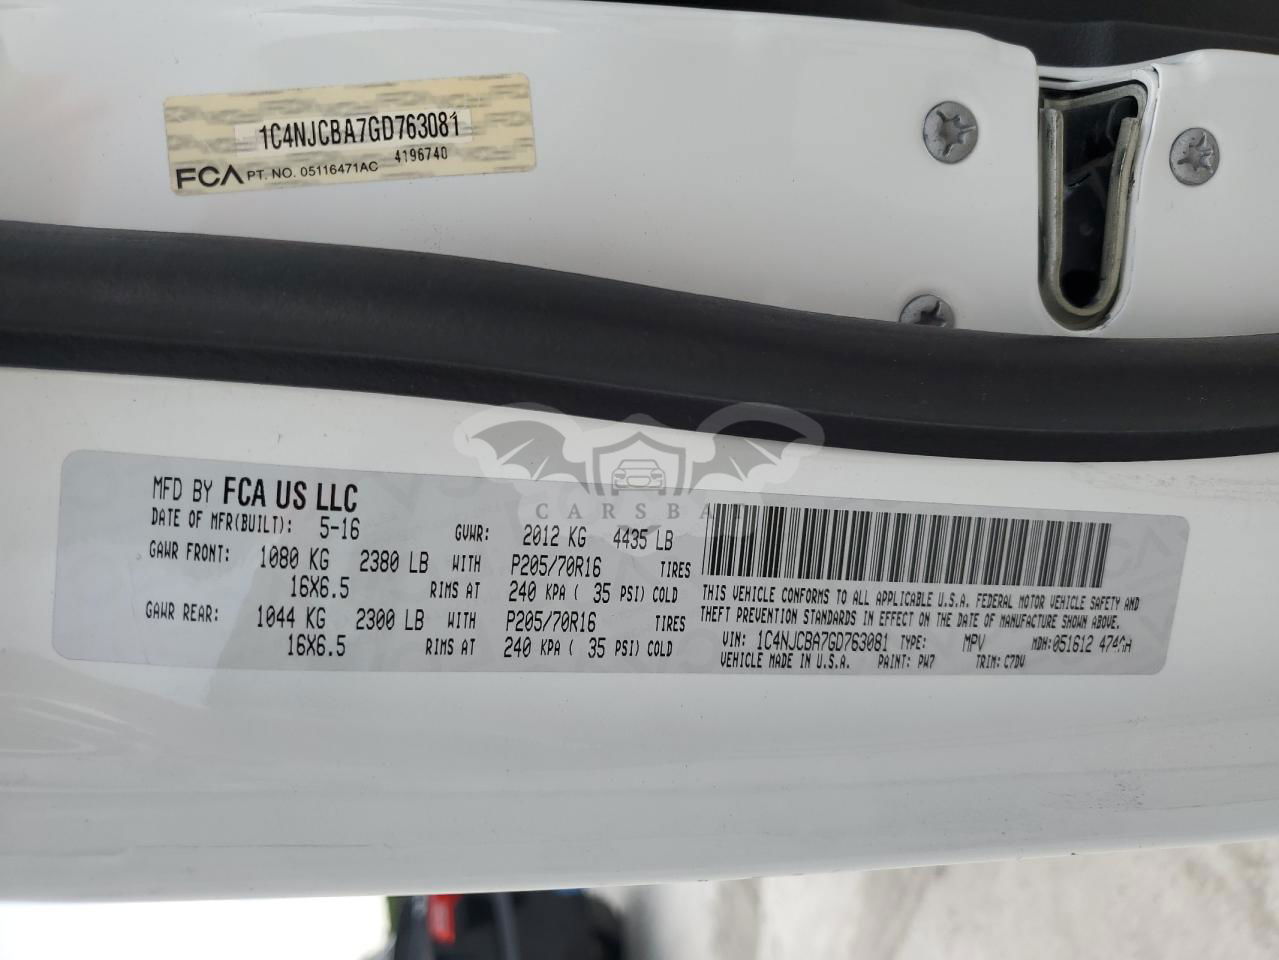 1C4NJCBA7GD763081
FCA PT. NO. 05116471AC 4196740
CARSBA
MFD BY FCA US LLC
DATE OF MFR(BUILT): 5-16 GVWR: 2012 KG 4435 LB
GAWR FRONT: 1080 KG 2380 LB WITH P205/70R16 TIRES
16X6.5 RIMS AT 240 KPA ( 35 PSI) COLD
GAWR REAR: 1044 KG 2300 LB WITH P205/70R16 TIRES
16X6.5 RIMS AT 240 KPA ( 35 PSI) COLD
THIS VEHICLE CONFORMS TO ALL APPLICABLE U.S.A. FEDERAL MOTOR VEHICLE SAFETY AND
THEFT PREVENTION STANDARDS IN EFFECT ON THE DATE OF MANUFACTURE SHOWN ABOVE.
VIN: 1C4NJCBA7GD763081 TYPE: MPV MDH:051612
VEHICLE MADE IN U.S.A. PAINT: PW7 TRIM: C7DV